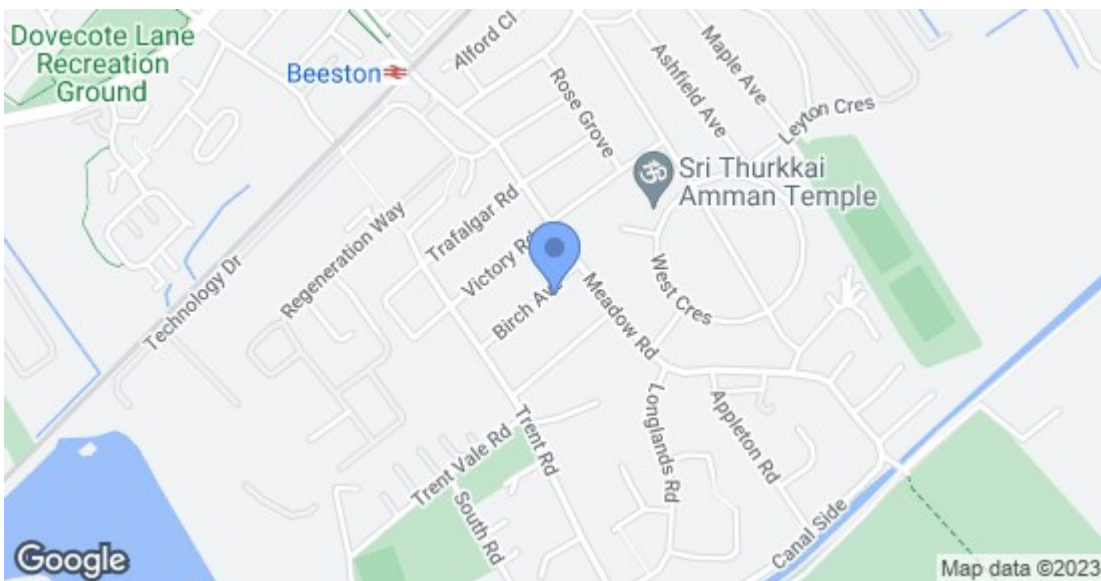 Dovecote Lane
Recreation
Ground
Beeston
Alford Cl
Rose Grove
Ashfield Ave
Maple Ave
Leyton Cres
Sri Thurkkai
Amman Temple
Technology Dr
Regeneration Way
Trafalgar Rd
Victory Rd
Birch Ave
Meadow Rd
West Cres
Trent Vale Rd
Trent Rd
South Rd
Longlands Rd
Appleton Rd
Canal Side
Google
Map data ©2023